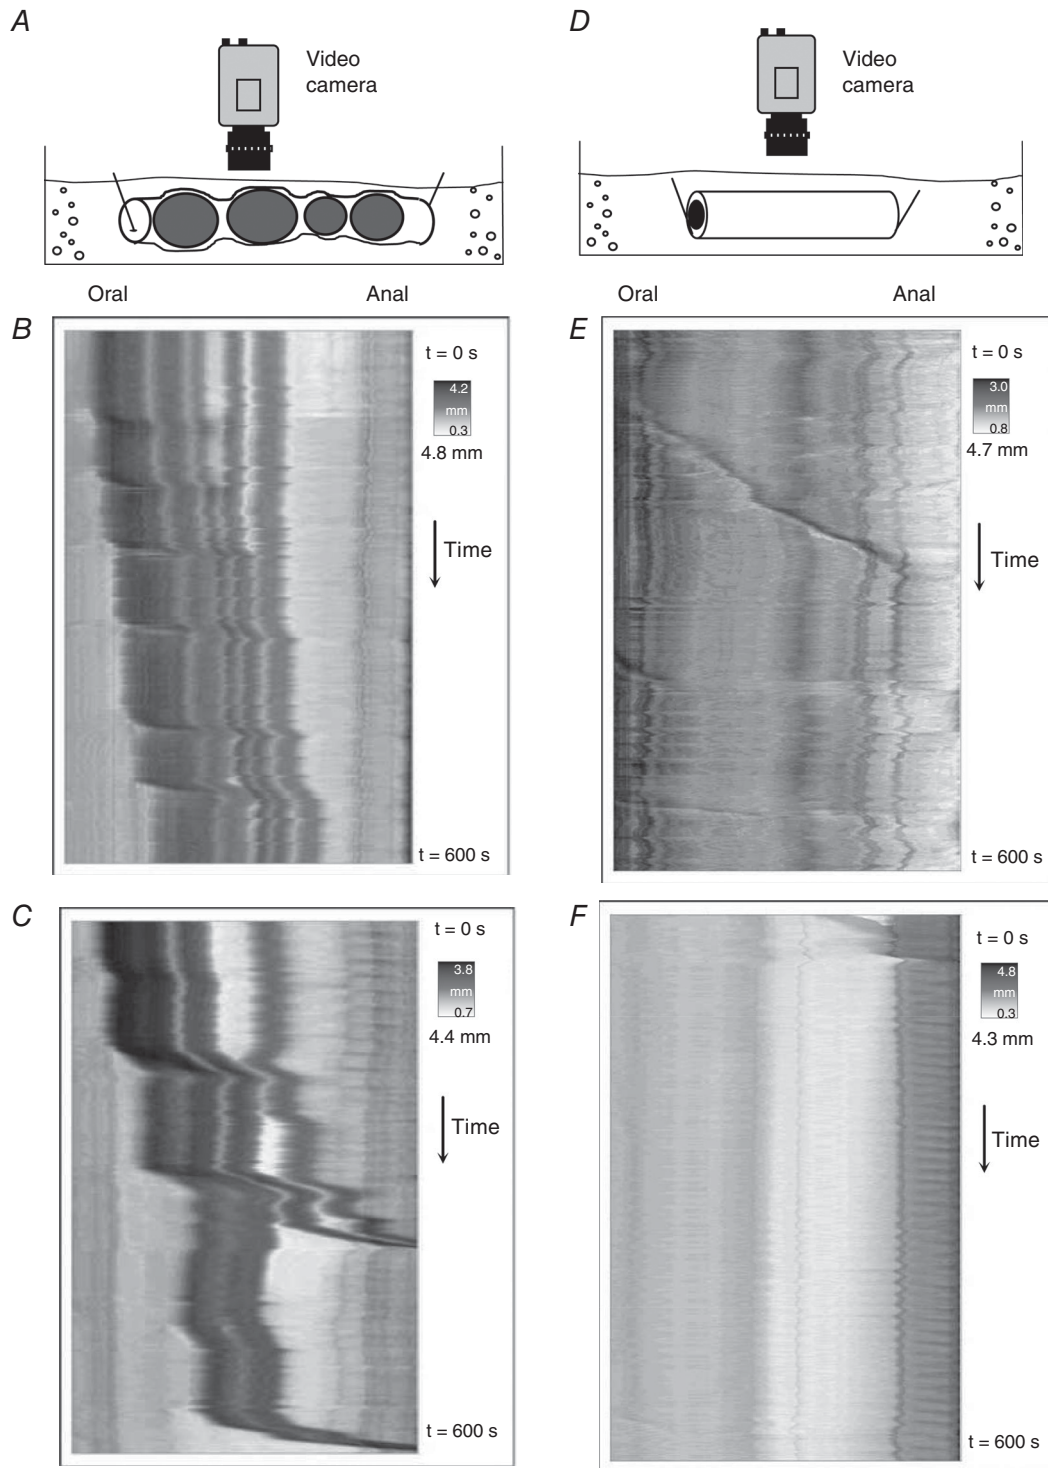 A
Video
camera
D
Video
camera
Oral
Anal
Oral
Anal
B
t = 0 s
4.2
mm
0.3
4.8 mm
Time
t = 600 s
E
t = 0 s
3.0
mm
0.8
4.7 mm
Time
t = 600 s
C
t = 0 s
3.8
mm
0.7
4.4 mm
Time
t = 600 s
F
t = 0 s
4.8
mm
0.3
4.3 mm
Time
t = 600 s